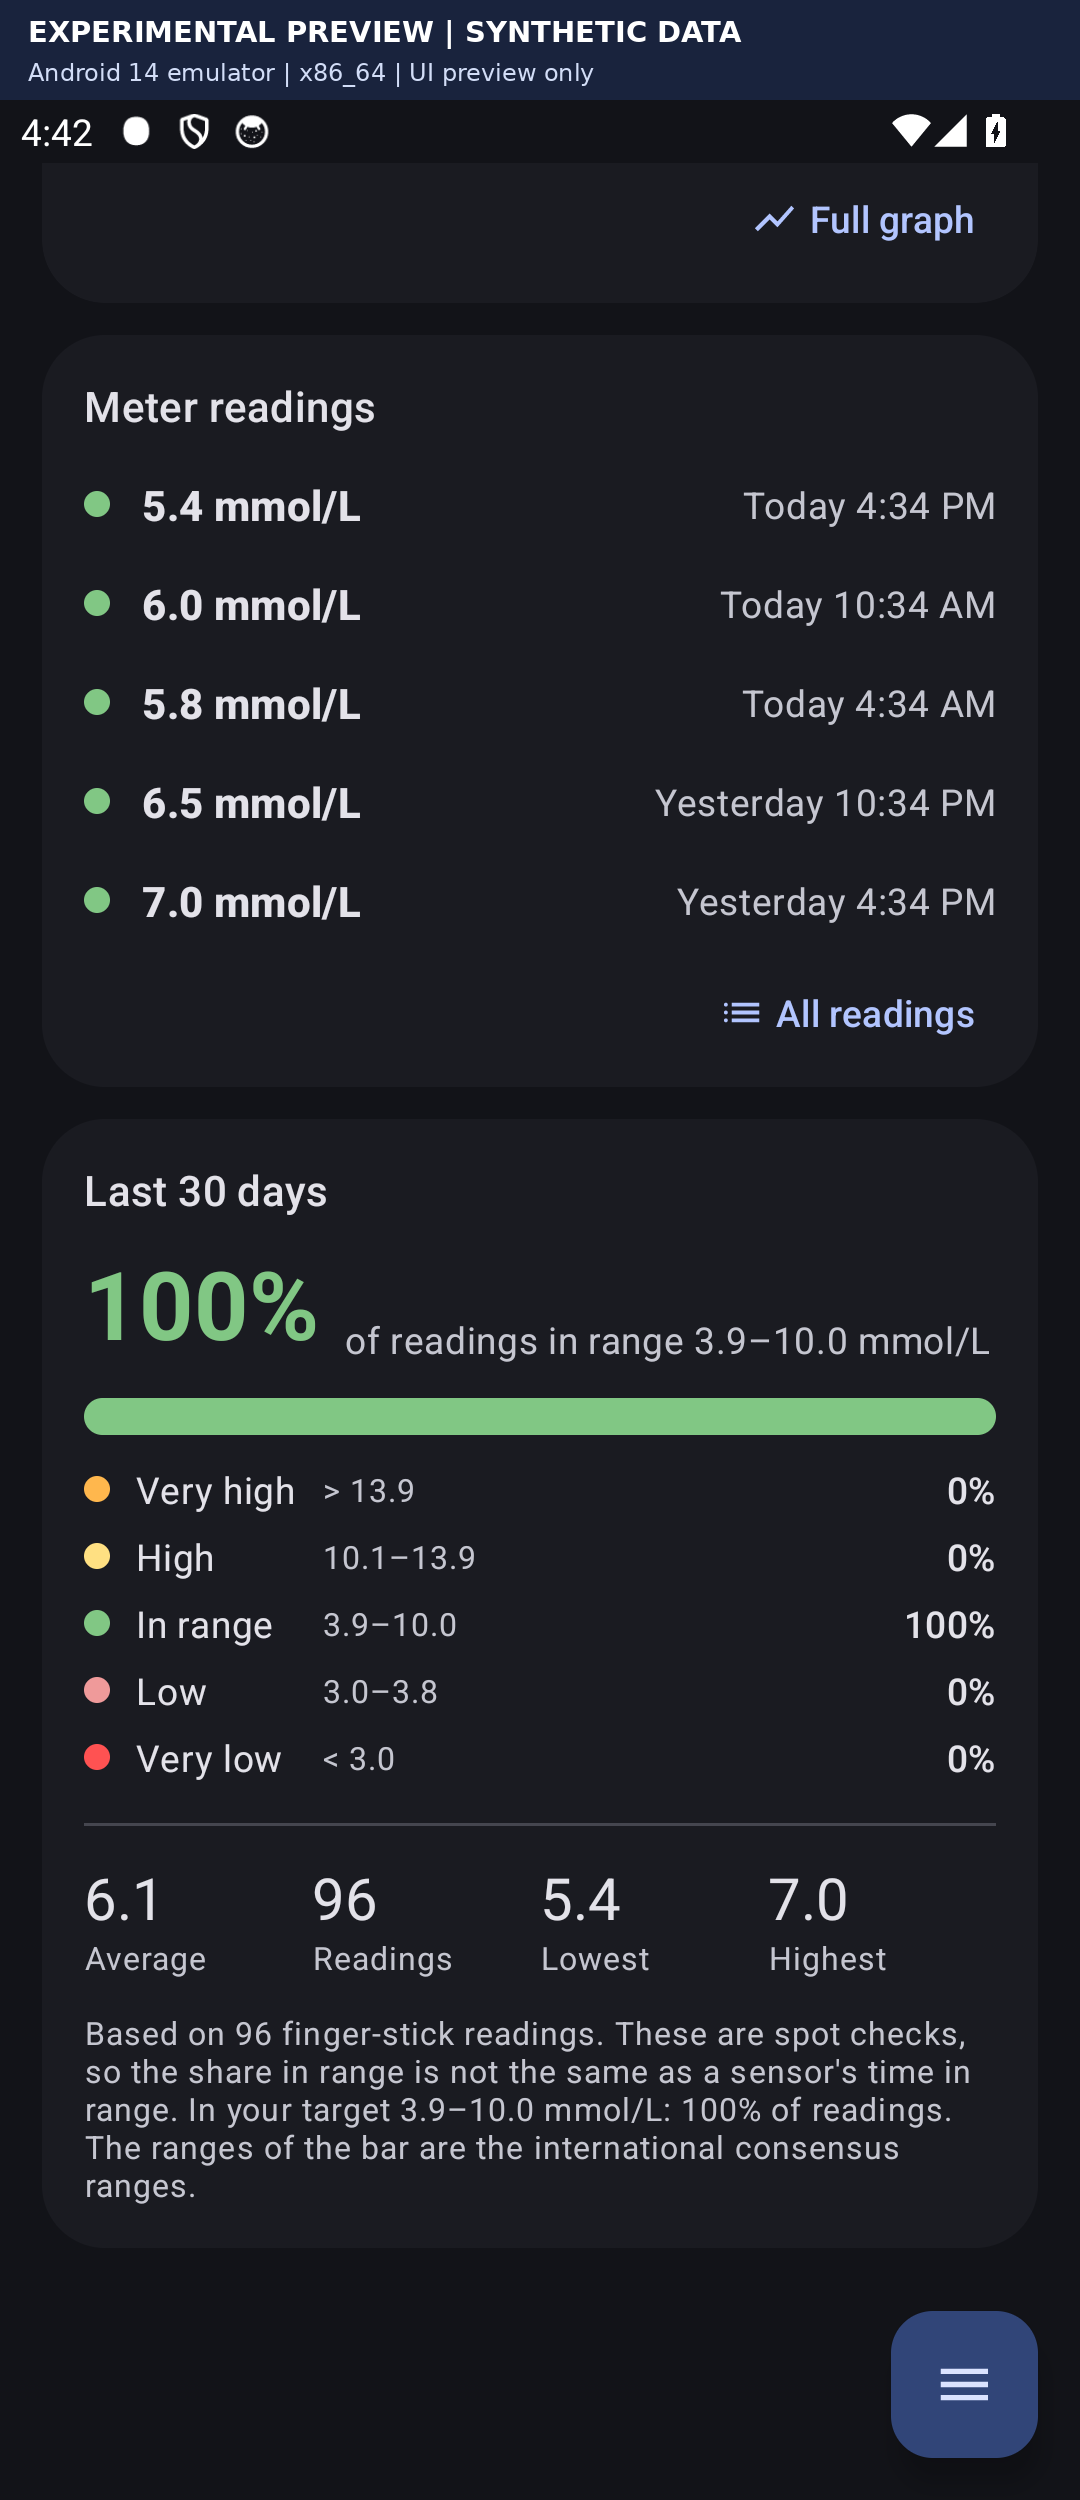 EXPERIMENTAL PREVIEW | SYNTHETIC DATA
Android 14 emulator | x86_64 | UI preview only
4:42
Full graph
Meter readings
5.4 mmol/L Today 4:34 PM
6.0 mmol/L Today 10:34 AM
5.8 mmol/L Today 4:34 AM
6.5 mmol/L Yesterday 10:34 PM
7.0 mmol/L Yesterday 4:34 PM
All readings
Last 30 days
100% of readings in range 3.9–10.0 mmol/L
Very high > 13.9 0%
High 10.1–13.9 0%
In range 3.9–10.0 100%
Low 3.0–3.8 0%
Very low < 3.0 0%
6.1 96 5.4 7.0
Average Readings Lowest Highest
Based on 96 finger-stick readings. These are spot checks,
so the share in range is not the same as a sensor's time in
range. In your target 3.9–10.0 mmol/L: 100% of readings.
The ranges of the bar are the international consensus
ranges.